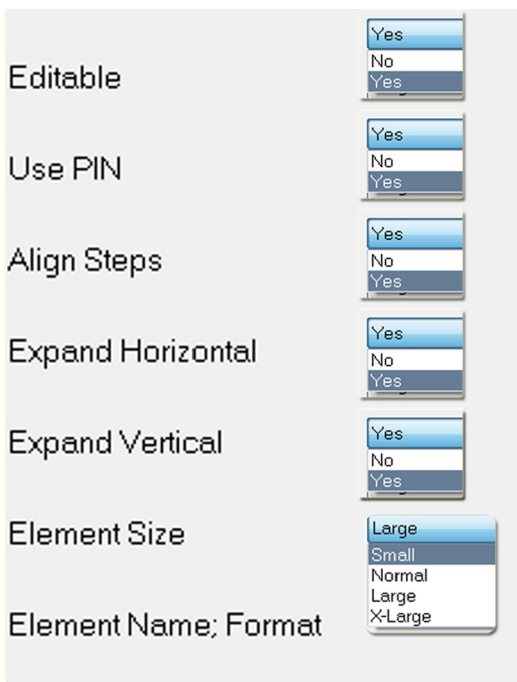 Yes
No
Editable
Yes
Yes
No
Use PIN
Yes
Yes
Align Steps
No
Yes
Yes
Expand Horizontal
No
Yes
Yes
Expand Vertical
No
Yes
Element Size
Large
Small
Normal
Large
Element Name; Format
X-Large